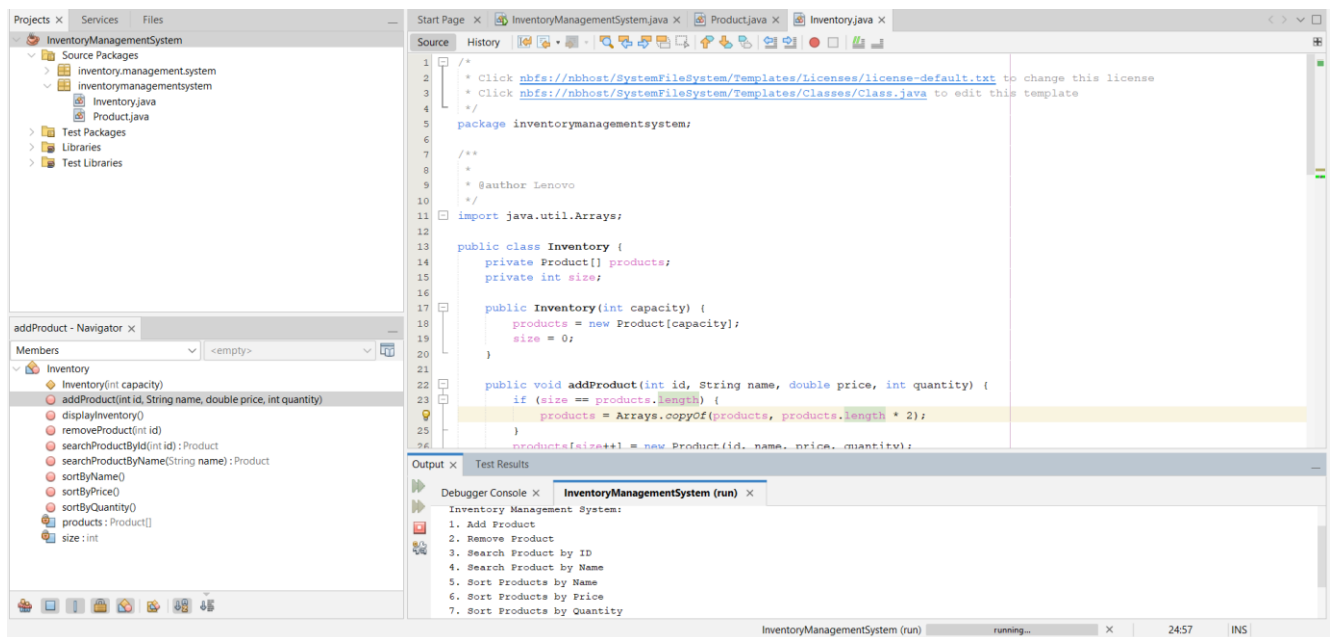 Projects × Services Files
InventoryManagementSystem
Source Packages
inventory.management.system
inventorymanagementsystem
Inventory.java
Product.java
Test Packages
Libraries
Test Libraries
addProduct - Navigator ×
Members <empty>
Inventory
Inventory(int capacity)
addProduct(int id, String name, double price, int quantity)
displayInventory()
removeProduct(int id)
searchProductById(int id) : Product
searchProductByName(String name) : Product
sortByName()
sortByPrice()
sortByQuantity()
products : Product[]
size : int
Start Page × InventoryManagementSystem.java × Product.java × Inventory.java ×
Source History
1 /*
2 * Click nbfs://nbhost/SystemFileSystem/Templates/Licenses/license-default.txt to change this license
3 * Click nbfs://nbhost/SystemFileSystem/Templates/Classes/Class.java to edit this template
4 */
5 package inventorymanagementsystem;
6
7 /**
8 *
9 * @author Lenovo
10 */
11 import java.util.Arrays;
12
13 public class Inventory {
14 private Product[] products;
15 private int size;
16
17 public Inventory(int capacity) {
18 products = new Product[capacity];
19 size = 0;
20 }
21
22 public void addProduct(int id, String name, double price, int quantity) {
23 if (size == products.length) {
products = Arrays.copyOf(products, products.length * 2);
25 }
26 products[size++] = new Product(id, name, price, quantity);
Output × Test Results
Debugger Console × InventoryManagementSystem (run) ×
Inventory Management System:
1. Add Product
2. Remove Product
3. Search Product by ID
4. Search Product by Name
5. Sort Products by Name
6. Sort Products by Price
7. Sort Products by Quantity
InventoryManagementSystem (run) running... × 24:57 INS